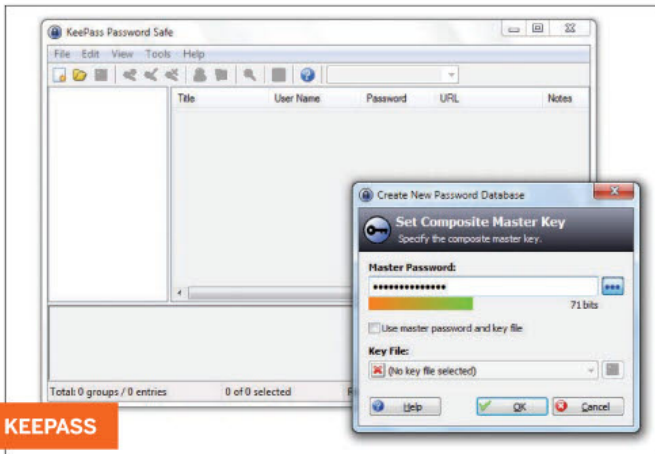 KeePass Password Safe
File Edit View Tools Help
Title User Name Password URL Notes
Create New Password Database
Set Composite Master Key
Specify the composite master key.
Master Password:
71 bits
Use master password and key file
Key File:
(No key file selected)
Help OK Cancel
Total: 0 groups / 0 entries 0 of 0 selected
KEEPASS